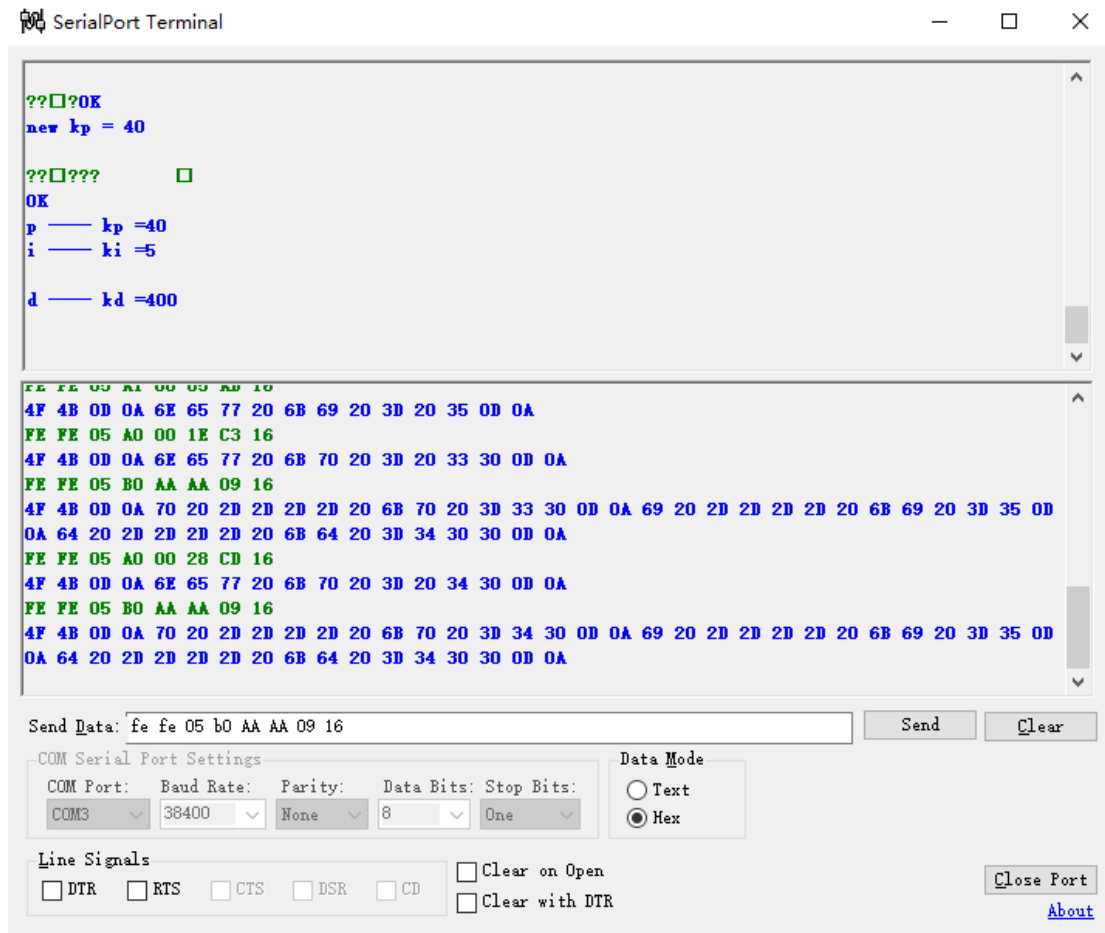 SerialPort Terminal
??□?OK
new kp = 40
??□??? □
OK
p ---- kp =40
i ---- ki =5
d ---- kd =400
FE FE 05 A1 00 05 AB 16
4F 4B 0D 0A 6E 65 77 20 6B 69 20 3D 20 35 0D 0A
FE FE 05 A0 00 1E C3 16
4F 4B 0D 0A 6E 65 77 20 6B 70 20 3D 20 33 30 0D 0A
FE FE 05 B0 AA AA 09 16
4F 4B 0D 0A 70 20 2D 2D 2D 2D 20 6B 70 20 3D 33 30 0D 0A 69 20 2D 2D 2D 2D 20 6B 69 20 3D 35 0D
0A 64 20 2D 2D 2D 2D 20 6B 64 20 3D 34 30 30 0D 0A
FE FE 05 A0 00 28 CD 16
4F 4B 0D 0A 6E 65 77 20 6B 70 20 3D 20 34 30 0D 0A
FE FE 05 B0 AA AA 09 16
4F 4B 0D 0A 70 20 2D 2D 2D 2D 20 6B 70 20 3D 34 30 0D 0A 69 20 2D 2D 2D 2D 20 6B 69 20 3D 35 0D
0A 64 20 2D 2D 2D 2D 20 6B 64 20 3D 34 30 30 0D 0A
Send Data: fe fe 05 b0 AA AA 09 16 Send Clear
COM Serial Port Settings Data Mode
COM Port: Baud Rate: Parity: Data Bits: Stop Bits: Text
COM3 38400 None 8 One Hex
Line Signals Clear on Open
DTR RTS CTS DSR CD Clear with DTR
Close Port
About